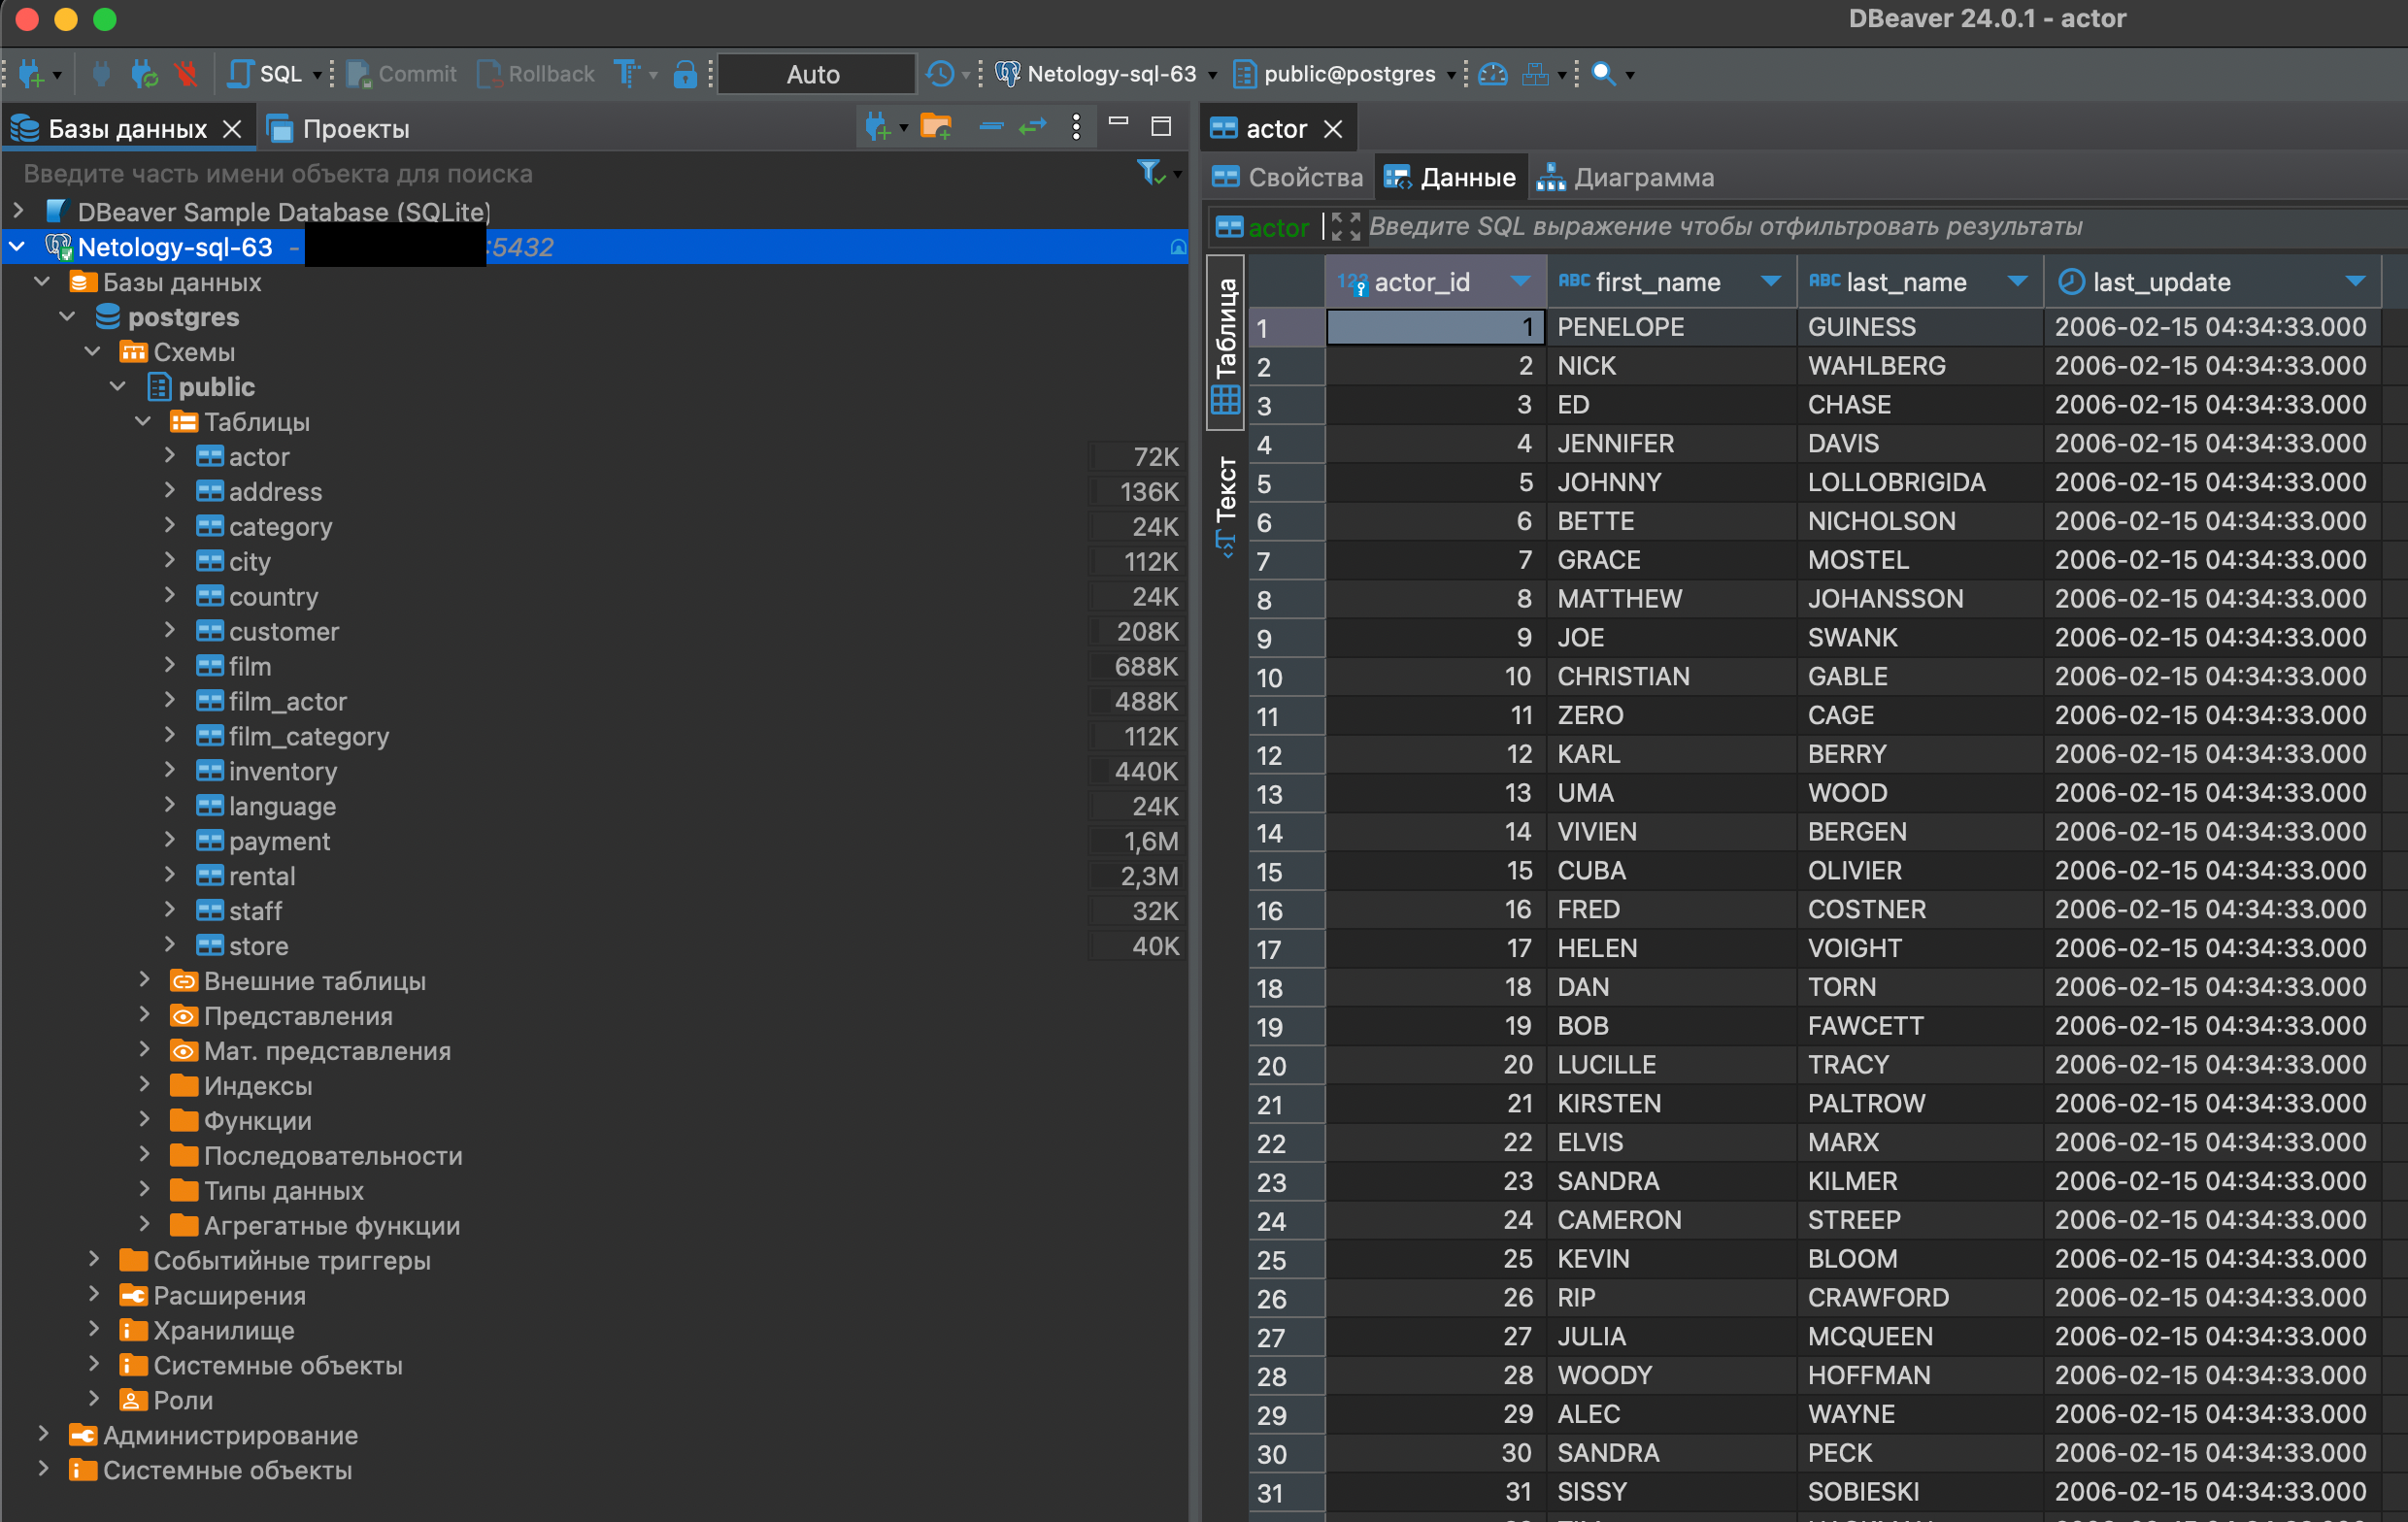 DBeaver 24.0.1 - actor
SQL Commit Rollback Auto Netology-sql-63 public@postgres
Базы данных Проекты
Введите часть имени объекта для поиска
DBeaver Sample Database (SQLite)
Netology-sql-63 - :5432
Базы данных
postgres
Схемы
public
Таблицы
actor 72K
address 136K
category 24K
city 112K
country 24K
customer 208K
film 688K
film_actor 488K
film_category 112K
inventory 440K
language 24K
payment 1,6M
rental 2,3M
staff 32K
store 40K
Внешние таблицы
Представления
Мат. представления
Индексы
Функции
Последовательности
Типы данных
Агрегатные функции
Событийные триггеры
Расширения
Хранилище
Системные объекты
Роли
Администрирование
Системные объекты
actor
Свойства Данные Диаграмма
actor Введите SQL выражение чтобы отфильтровать результаты
Таблица
Текст
123 actor_id ABC first_name ABC last_name last_update
1 1 PENELOPE GUINESS 2006-02-15 04:34:33.000
2 2 NICK WAHLBERG 2006-02-15 04:34:33.000
3 3 ED CHASE 2006-02-15 04:34:33.000
4 4 JENNIFER DAVIS 2006-02-15 04:34:33.000
5 5 JOHNNY LOLLOBRIGIDA 2006-02-15 04:34:33.000
6 6 BETTE NICHOLSON 2006-02-15 04:34:33.000
7 7 GRACE MOSTEL 2006-02-15 04:34:33.000
8 8 MATTHEW JOHANSSON 2006-02-15 04:34:33.000
9 9 JOE SWANK 2006-02-15 04:34:33.000
10 10 CHRISTIAN GABLE 2006-02-15 04:34:33.000
11 11 ZERO CAGE 2006-02-15 04:34:33.000
12 12 KARL BERRY 2006-02-15 04:34:33.000
13 13 UMA WOOD 2006-02-15 04:34:33.000
14 14 VIVIEN BERGEN 2006-02-15 04:34:33.000
15 15 CUBA OLIVIER 2006-02-15 04:34:33.000
16 16 FRED COSTNER 2006-02-15 04:34:33.000
17 17 HELEN VOIGHT 2006-02-15 04:34:33.000
18 18 DAN TORN 2006-02-15 04:34:33.000
19 19 BOB FAWCETT 2006-02-15 04:34:33.000
20 20 LUCILLE TRACY 2006-02-15 04:34:33.000
21 21 KIRSTEN PALTROW 2006-02-15 04:34:33.000
22 22 ELVIS MARX 2006-02-15 04:34:33.000
23 23 SANDRA KILMER 2006-02-15 04:34:33.000
24 24 CAMERON STREEP 2006-02-15 04:34:33.000
25 25 KEVIN BLOOM 2006-02-15 04:34:33.000
26 26 RIP CRAWFORD 2006-02-15 04:34:33.000
27 27 JULIA MCQUEEN 2006-02-15 04:34:33.000
28 28 WOODY HOFFMAN 2006-02-15 04:34:33.000
29 29 ALEC WAYNE 2006-02-15 04:34:33.000
30 30 SANDRA PECK 2006-02-15 04:34:33.000
31 31 SISSY SOBIESKI 2006-02-15 04:34:33.000